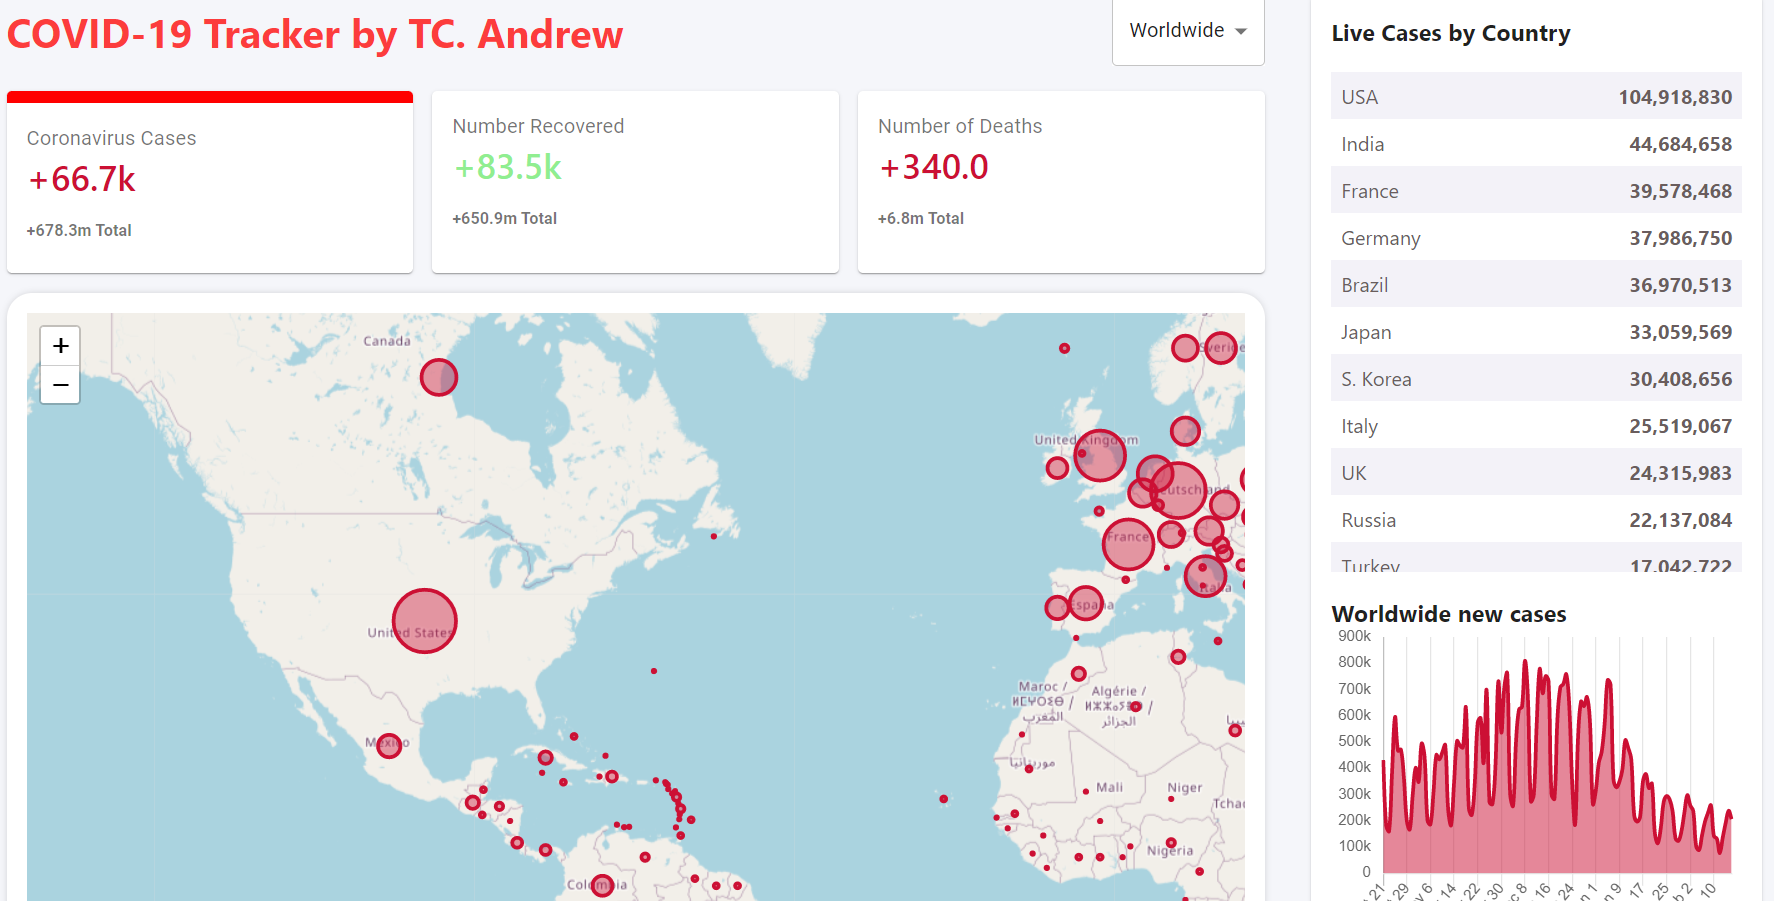 COVID-19 Tracker by TC. Andrew
Worldwide
Coronavirus Cases
+66.7k
+678.3m Total
Number Recovered
+83.5k
+650.9m Total
Number of Deaths
+340.0
+6.8m Total
+
−
Canada
United States
Mexico
Colombia
United Kingdom
Deutschland
France
España
Italia
Sverige
Maroc /
ⵍⵎⵖⵔⵉⴱ /
المغرب
Algérie /
الجزائر
موريتانيا
Mali
Niger
Nigeria
Live Cases by Country
USA 104,918,830
India 44,684,658
France 39,578,468
Germany 37,986,750
Brazil 36,970,513
Japan 33,059,569
S. Korea 30,408,656
Italy 25,519,067
UK 24,315,983
Russia 22,137,084
Turkey 17,042,722
Worldwide new cases
900k
800k
700k
600k
500k
400k
300k
200k
100k
0
21
29
6
14
22
30
8
16
24
1
9
17
25
2
10